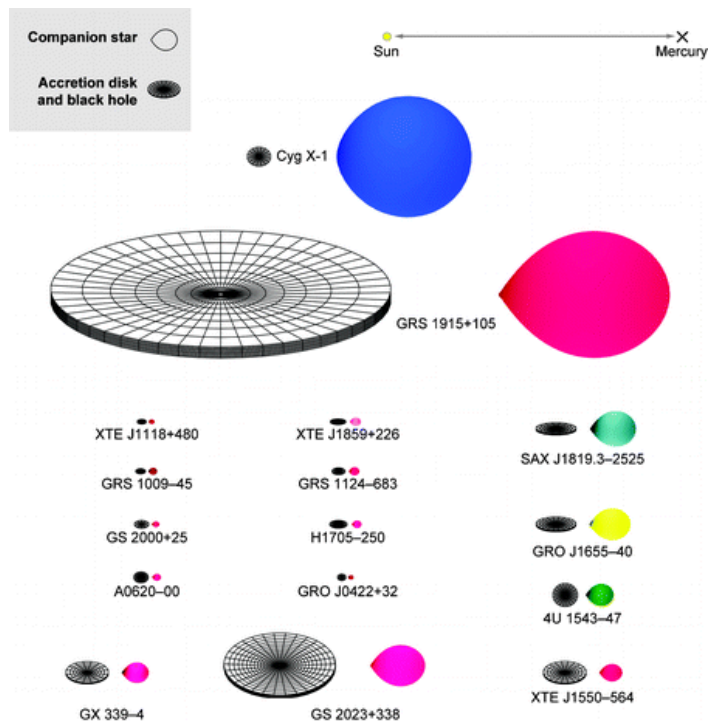 Companion star
Accretion disk
and black hole
Sun
Mercury
Cyg X-1
GRS 1915+105
XTE J1118+480
XTE J1859+226
SAX J1819.3–2525
GRS 1009–45
GRS 1124–683
GS 2000+25
H1705–250
GRO J1655–40
A0620–00
GRO J0422+32
4U 1543–47
GX 339–4
GS 2023+338
XTE J1550–564